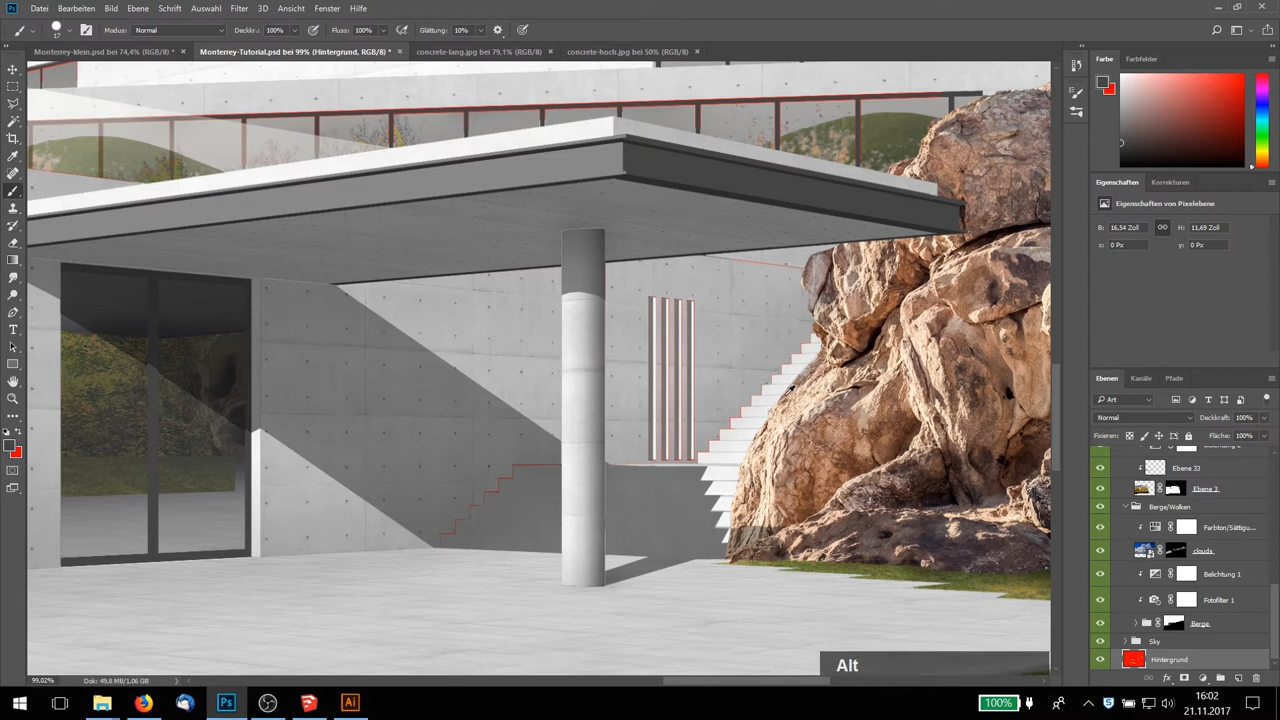 Datei Bearbeiten Bild Ebene Schrift Auswahl Filter 3D Ansicht Fenster Hilfe
17 Modus: Normal Deckkr.: 100% Fluss: 100% Glättung: 10%
Monterrey-klein.psd bei 74,4% (RGB/8) * × Monterrey-Tutorial.psd bei 99% (Hintergrund, RGB/8) * × concrete-lang.jpg bei 79,1% (RGB/8) × concrete-hoch.jpg bei 50% (RGB/8) ×
Farbe Farbfelder
Eigenschaften Korrekturen
Eigenschaften von Pixelebene
B: 16,54 Zoll H: 11,69 Zoll
x: 0 Px y: 0 Px
Ebenen Kanäle Pfade
Art
Normal Deckkraft: 100%
Fixieren: Fläche: 100%
Ebene 33
Ebene 3
Berge/Wolken
Farbton/Sättigu...
clouds
Belichtung 1
Fotofilter 1
Berge
Sky
Hintergrund
Alt
99,02% Dok: 49,8 MB/1,06 GB
100%
16:02
21.11.2017